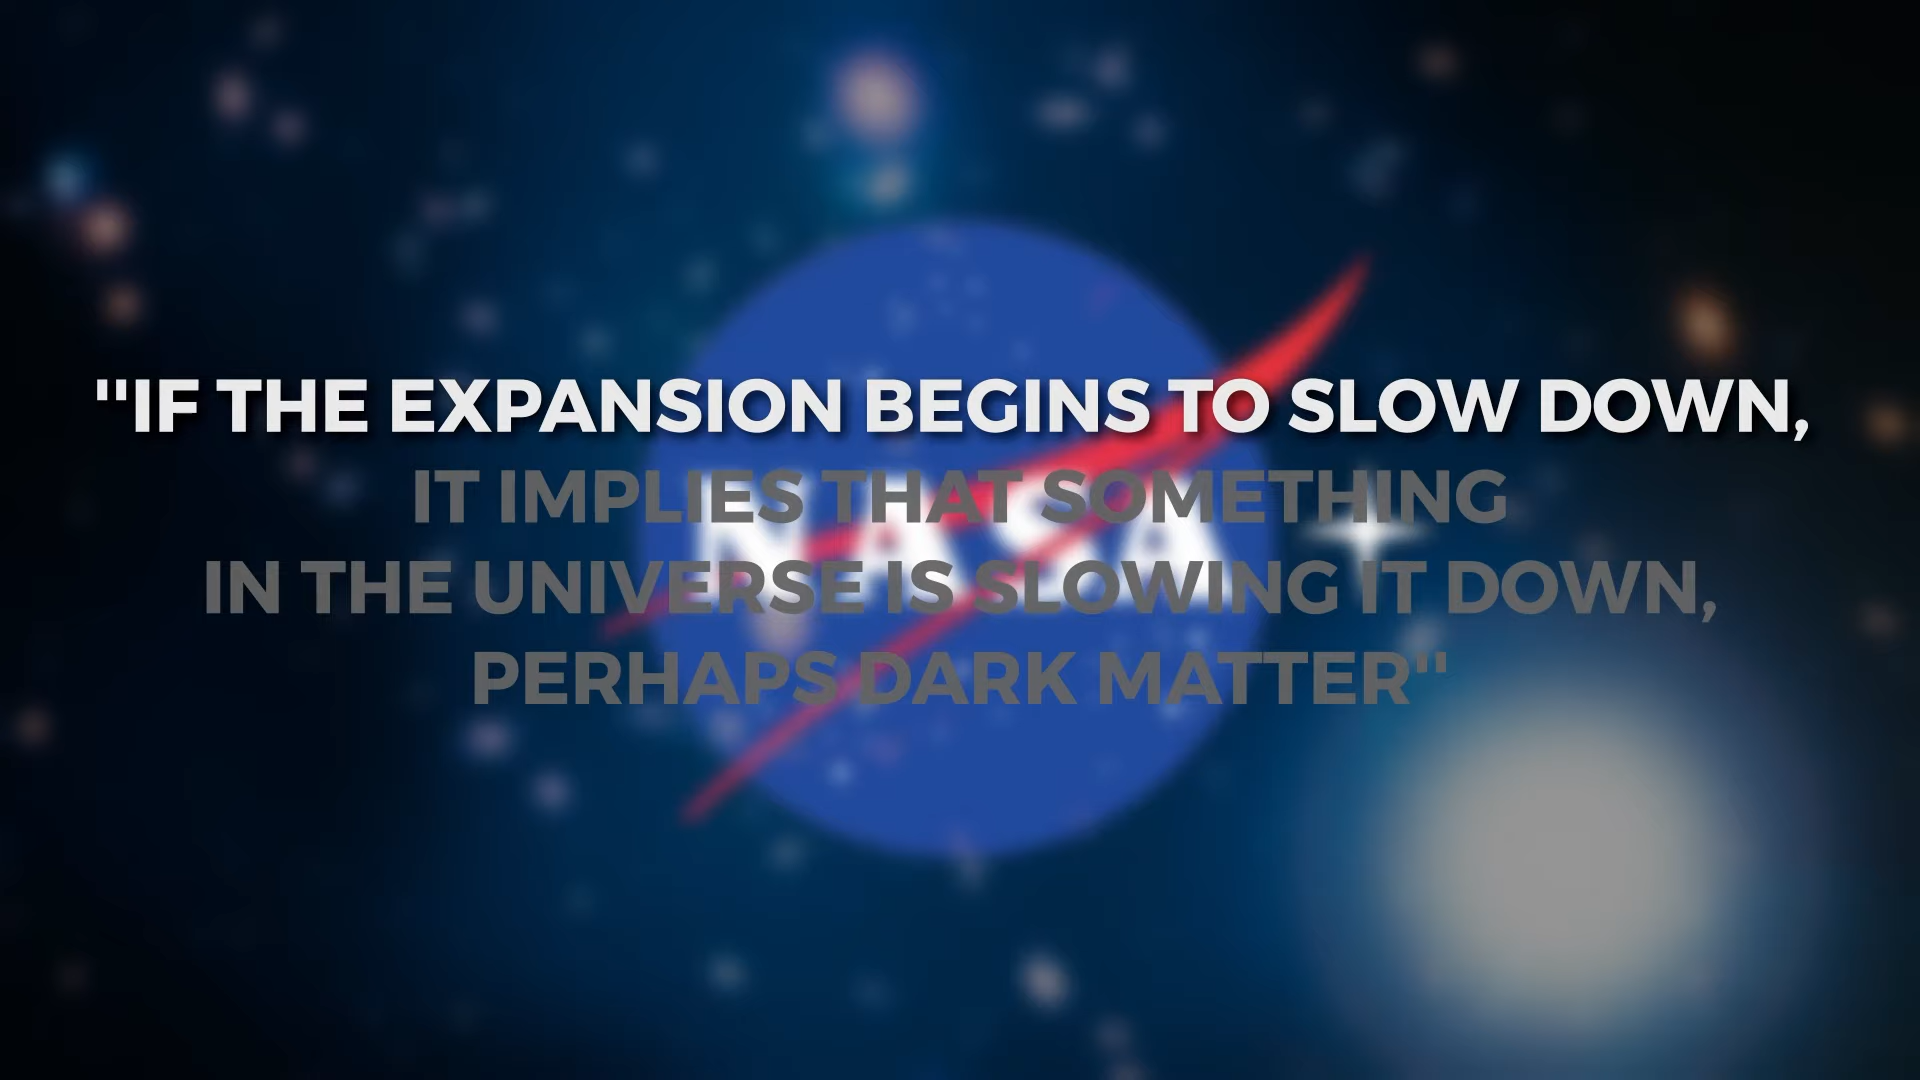 "IF THE EXPANSION BEGINS TO SLOW DOWN,
IT IMPLIES THAT SOMETHING
IN THE UNIVERSE IS SLOWING IT DOWN,
PERHAPS DARK MATTER"
NASA